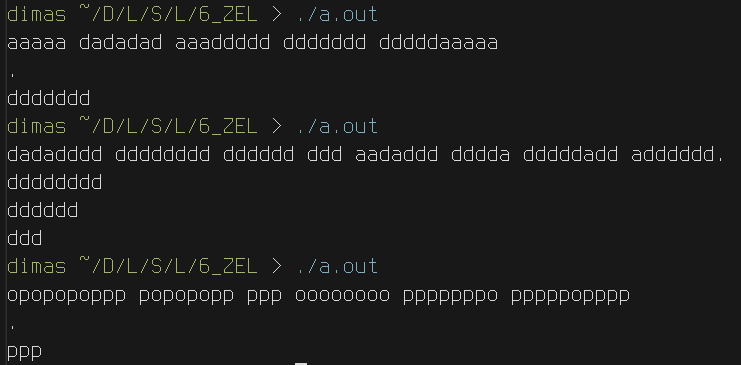 dimas ~/D/L/S/L/6_ZEL > ./a.out
aaaaa dadadad aaaddddd ddddddd dddddaaaaa
.
ddddddd
dimas ~/D/L/S/L/6_ZEL > ./a.out
dadadddd dddddddd dddddd ddd aadaddd dddda dddddadd adddddd.
dddddddd
dddddd
ddd
dimas ~/D/L/S/L/6_ZEL > ./a.out
opopopoppp popopopp ppp oooooooo pppppppo pppppopppp
.
ppp